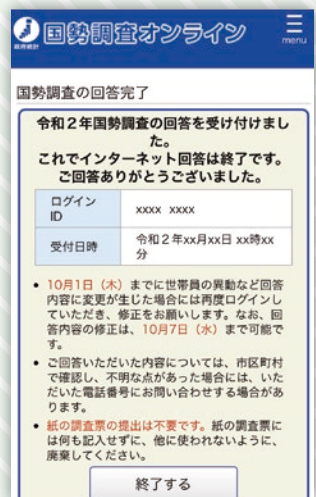 国勢調査オンライン
政府統計
menu
国勢調査の回答完了
令和2年国勢調査の回答を受け付けまし
た。
これでインターネット回答は終了です。
ご回答ありがとうございました。
ログイン
ID
xxxx xxxx
受付日時
令和2年xx月xx日 xx時xx
分
• 10月1日（木）までに世帯員の異動など回答
内容に変更が生じた場合には再度ログインし
ていただき、修正をお願いします。なお、回
答内容の修正は、10月7日（水）まで可能で
す。
• ご回答いただいた内容については、市区町村
で確認し、不明な点があった場合には、いた
だいた電話番号にお問い合わせする場合があ
ります。
• 紙の調査票の提出は不要です。紙の調査票に
は何も記入せずに、他に使われないように、
廃棄してください。
終了する